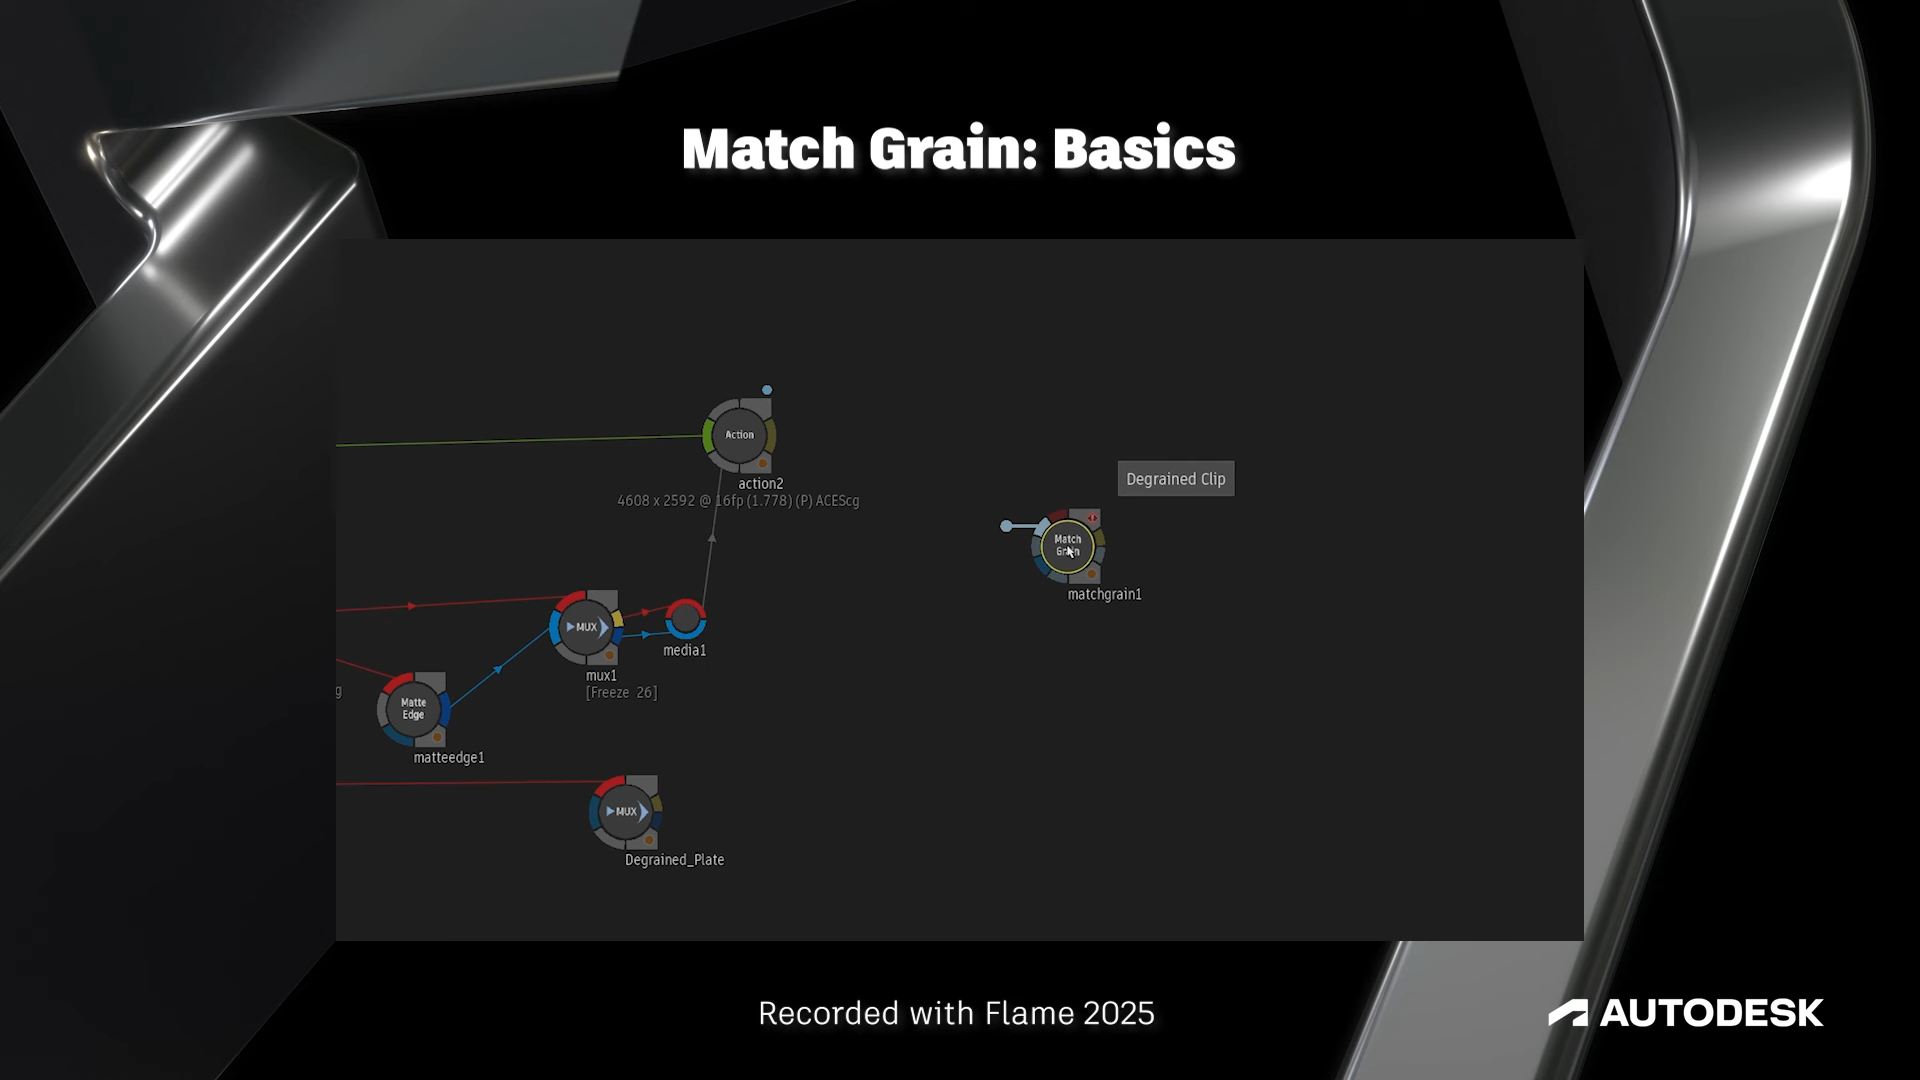 Match Grain: Basics
Action
action2
4608 x 2592 @ 16fp (1.778) (P) ACEScg
Degrained Clip
Match
Grain
matchgrain1
MUX
mux1
[Freeze 26]
media1
g
Matte
Edge
matteedge1
MUX
Degrained_Plate
Recorded with Flame 2025
AUTODESK